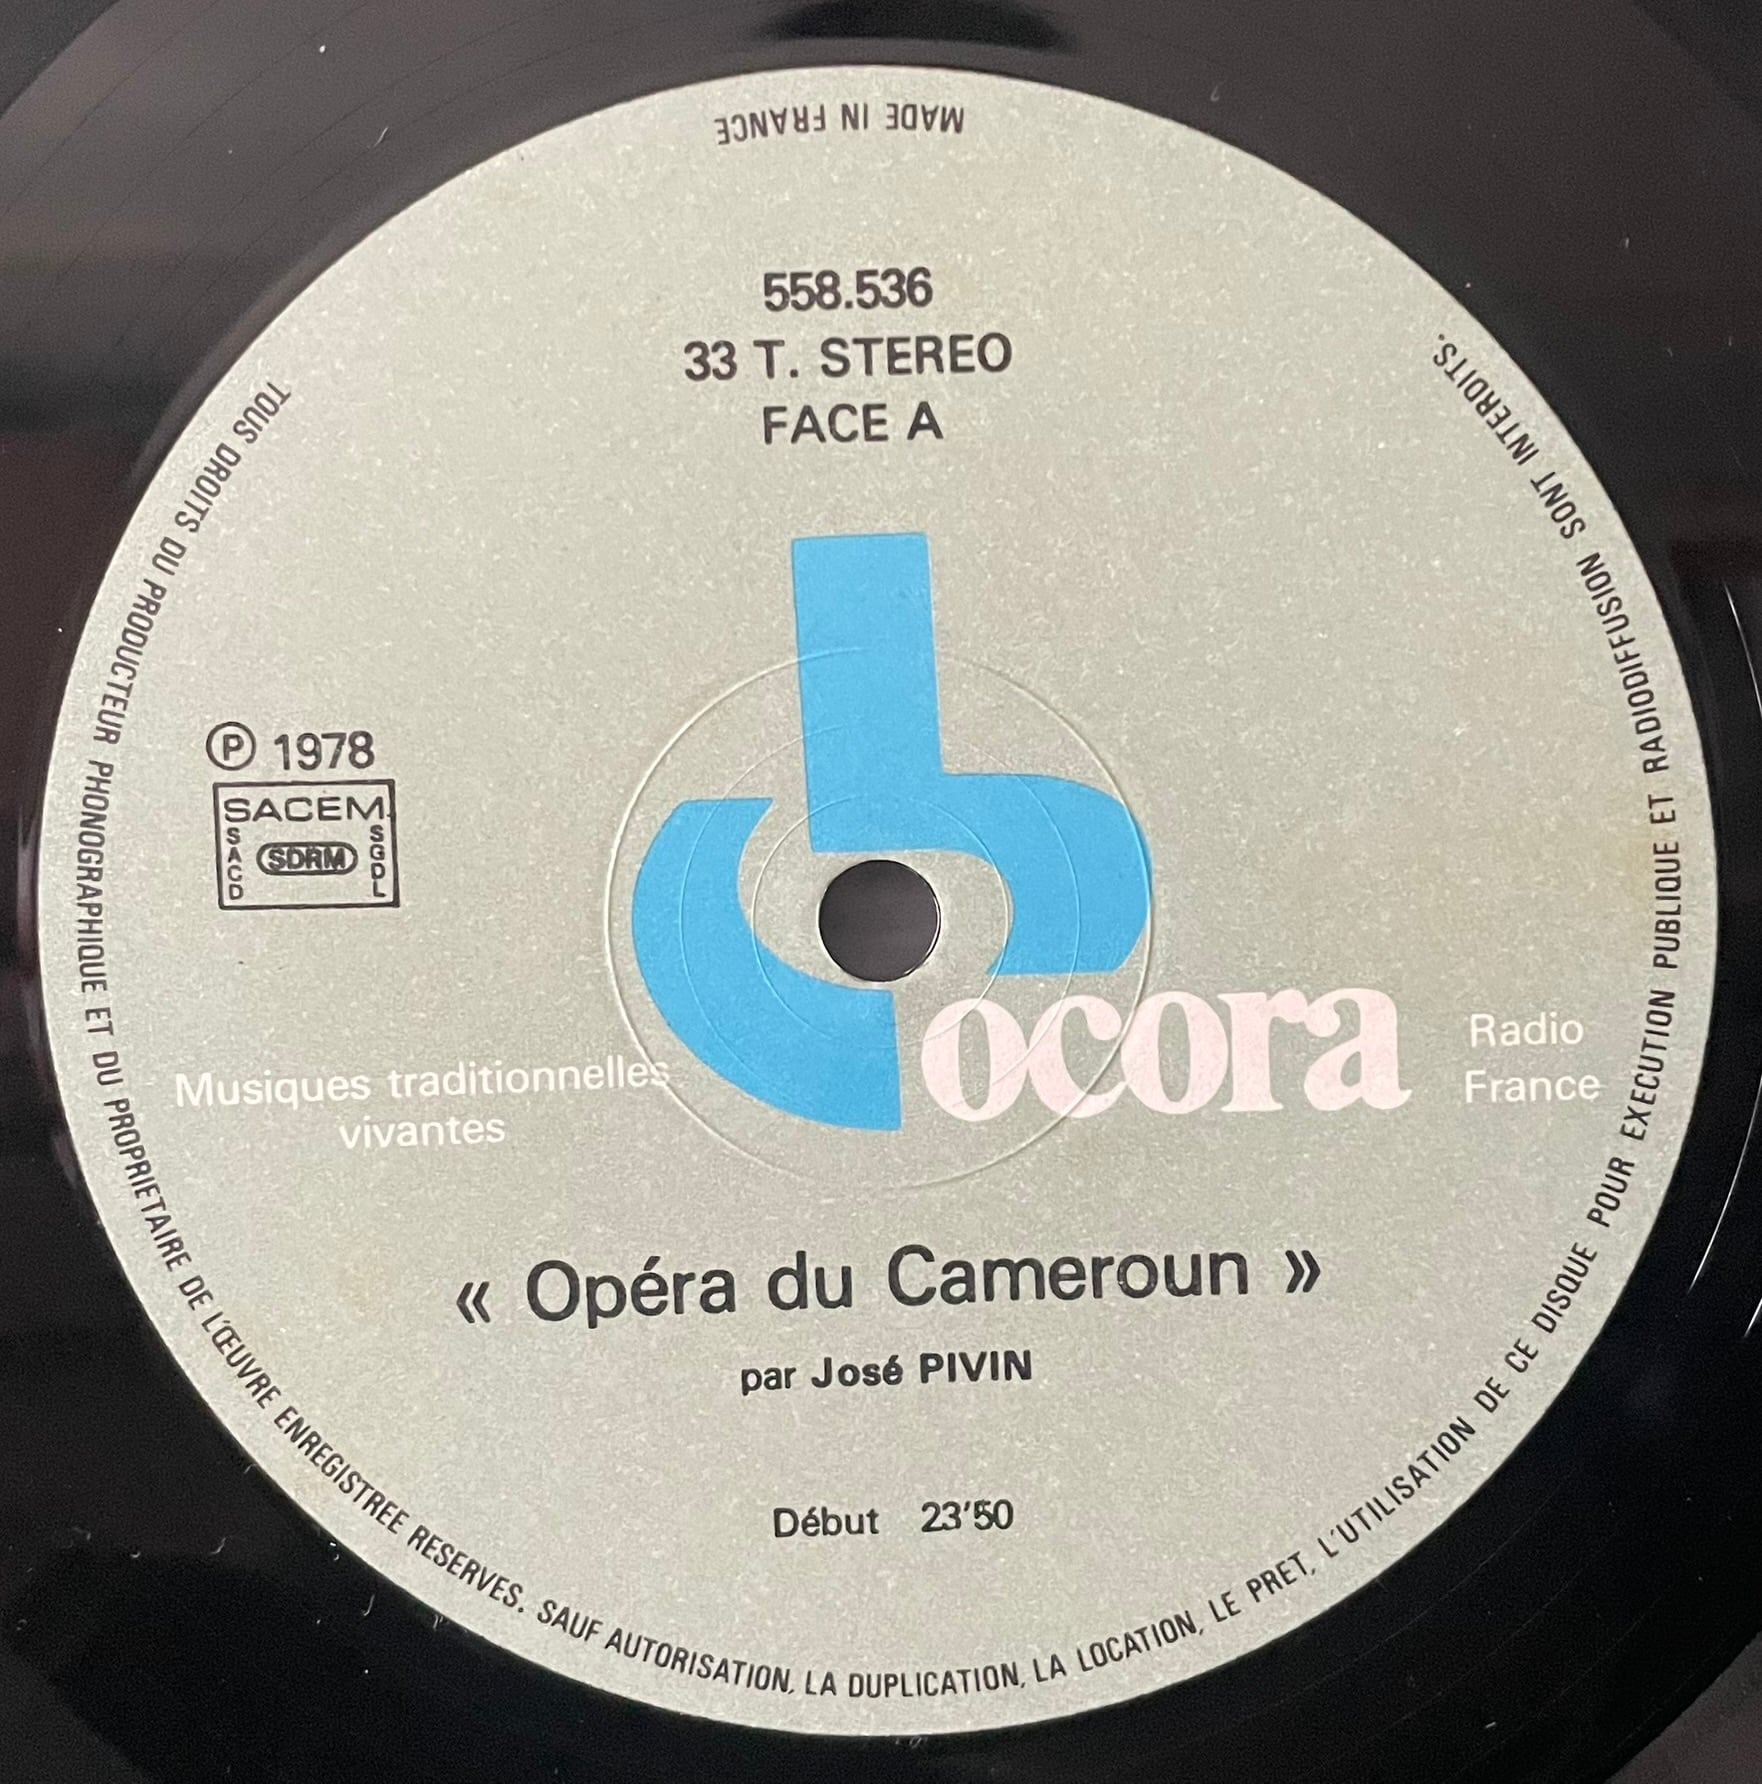 MADE IN FRANCE
558.536
33 T. STEREO
FACE A
℗ 1978
SACEM
SACD
SDRM
SGDL
ocora
Radio
France
Musiques traditionnelles
vivantes
« Opéra du Cameroun »
par José PIVIN
Début 23'50
TOUS DROITS DU PRODUCTEUR PHONOGRAPHIQUE ET DU PROPRIETAIRE DE L'ŒUVRE ENREGISTREE RESERVES. SAUF AUTORISATION, LA DUPLICATION, LA LOCATION, LE PRET, L'UTILISATION DE CE DISQUE POUR EXECUTION PUBLIQUE ET RADIODIFFUSION SONT INTERDITS.